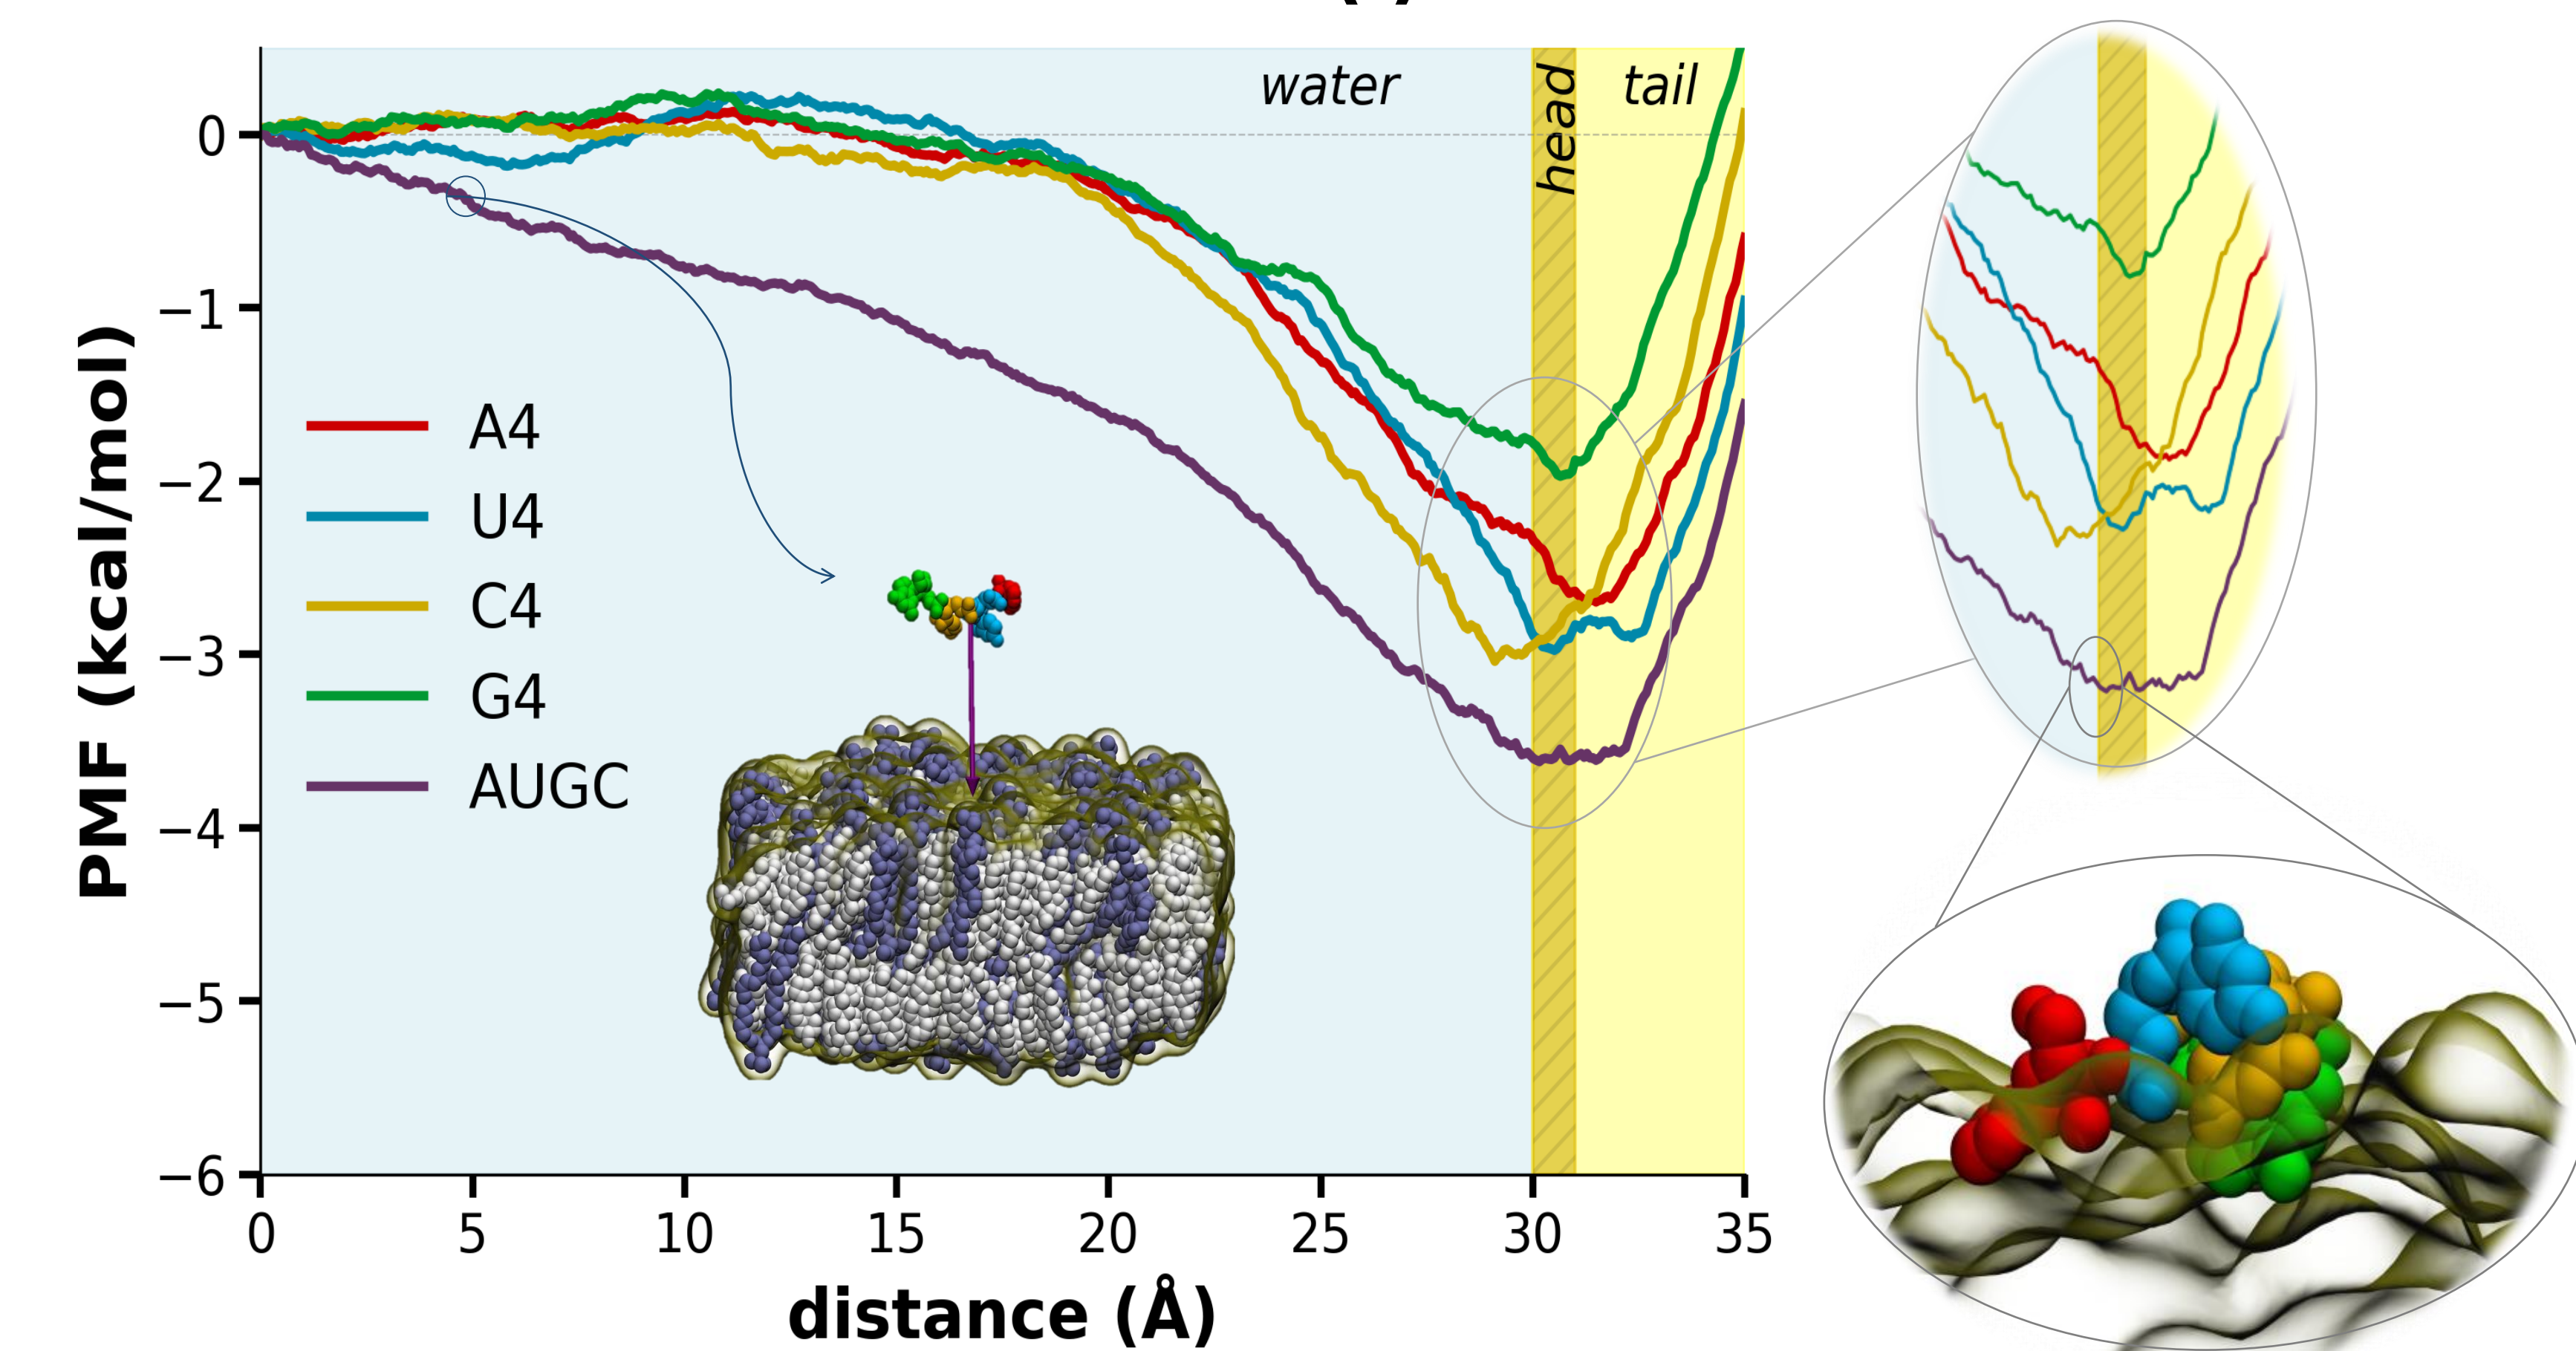 water
head
tail
0
−1
−2
−3
−4
−5
−6
PMF (kcal/mol)
A4
U4
C4
G4
AUGC
0 5 10 15 20 25 30 35
distance (Å)